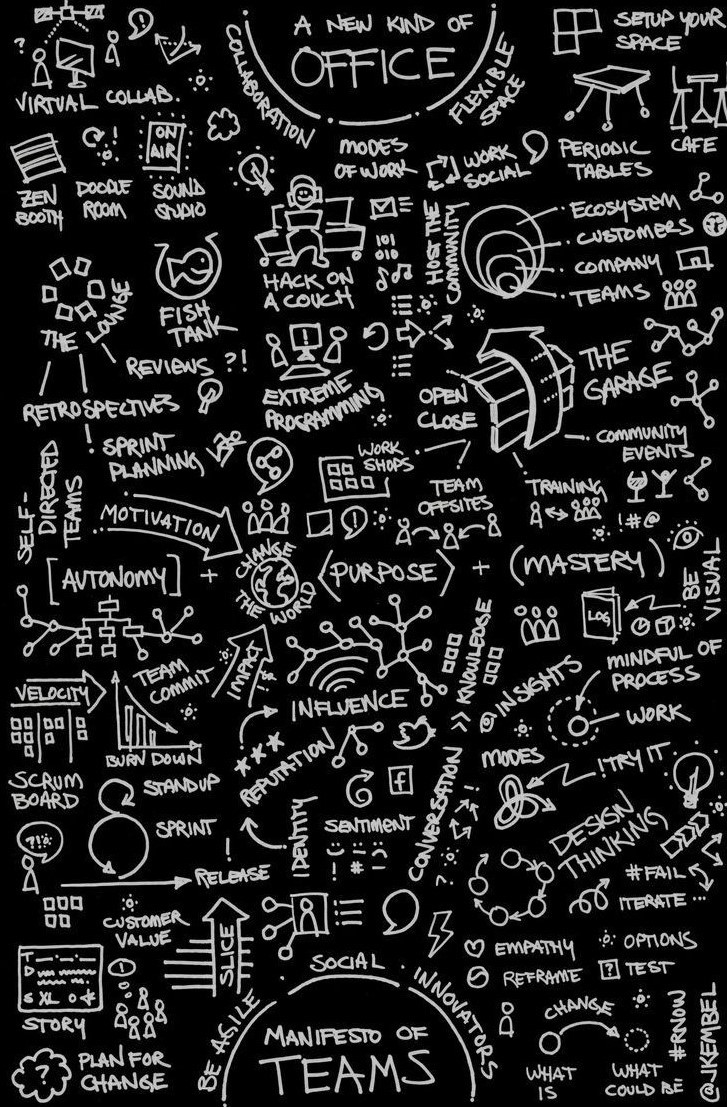 A NEW KIND OF
OFFICE
COLLABORATION
FLEXIBLE
SPACE
SETUP YOUR
SPACE
?
VIRTUAL COLLAB.
PERIODIC
TABLES
CAFE
ZEN
BOOTH
DOODLE
ROOM
!
ON
AIR
SOUND
STUDIO
MODES
OF WORK
WORK
SOCIAL
HOST THE
COMMUNITY
ECOSYSTEM
CUSTOMERS
COMPANY
TEAMS
HACK ON
A COUCH
101
010
FISH
TANK
THE LOUNGE
REVIEWS ?!
RETROSPECTIVES
! SPRINT
PLANNING
!
EXTREME
PROGRAMMING
OPEN
CLOSE
THE
GARAGE
COMMUNITY
EVENTS
WORK
SHOPS
TEAM
OFFSITES
TRAINING
!#@
SELF-
DIRECTED
TEAMS
MOTIVATION
!
[AUTONOMY] +
CHANGE
THE WORLD
<PURPOSE> + (MASTERY)
BE
VISUAL
LOG
VELOCITY
TEAM
COMMIT
IMPACT
INFLUENCE
KNOWLEDGE
INSIGHTS
MINDFUL OF
PROCESS
WORK
BURN DOWN
SCRUM
BOARD
STANDUP
SPRINT
REPUTATION
f
IDENTITY
SENTIMENT
! # -
CONVERSATION
?
!
MODES
!TRY IT
DESIGN
THINKING
#FAIL
ITERATE ...
?!
!
RELEASE
CUSTOMER
VALUE
SLICE
!
STORY
?
PLAN FOR
CHANGE
EMPATHY
OPTIONS
REFRAME
? TEST
BE AGILE . SOCIAL . INNOVATORS
MANIFESTO OF
TEAMS
CHANGE
WHAT
IS
WHAT
COULD BE
#RNOW
@JKEMBEL